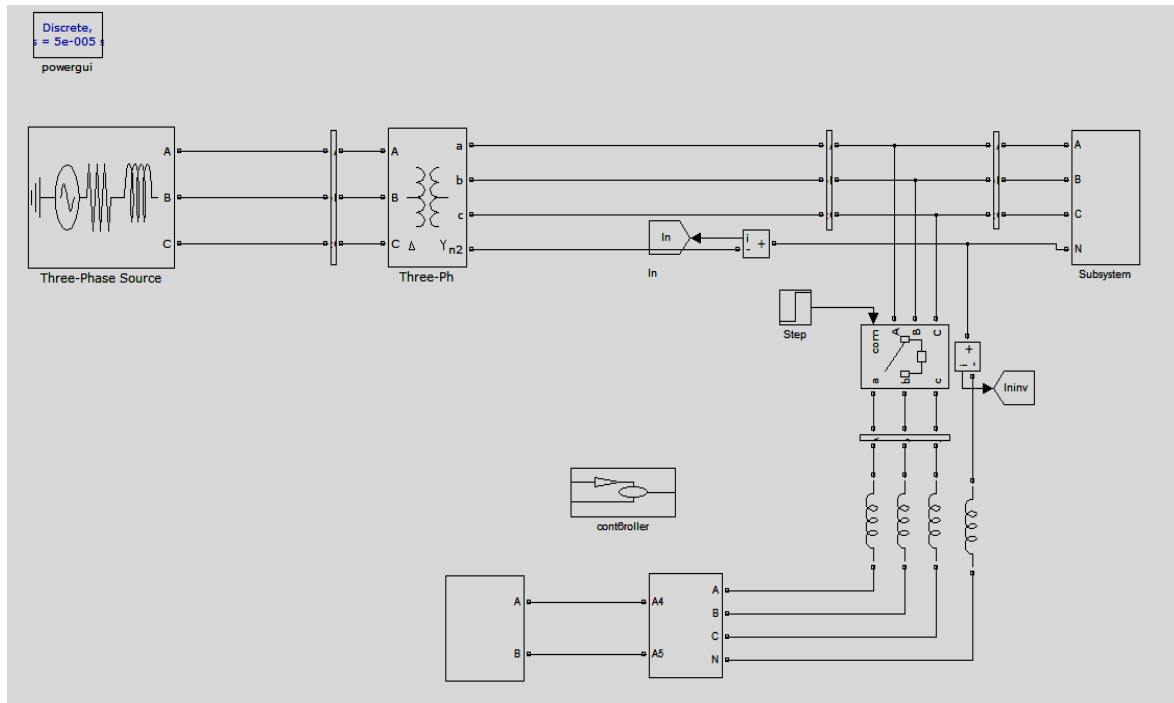 Discrete,
s = 5e-005 s
powergui
A
B
C
Three-Phase Source
A
B
C
Δ
a
b
c
Y
n2
Three-Ph
In
In
i
-
+
A
B
C
N
Subsystem
Step
com
A
B
C
a
b
c
+
i
-
Ininv
cont6roller
A
B
A4
A5
A
B
C
N